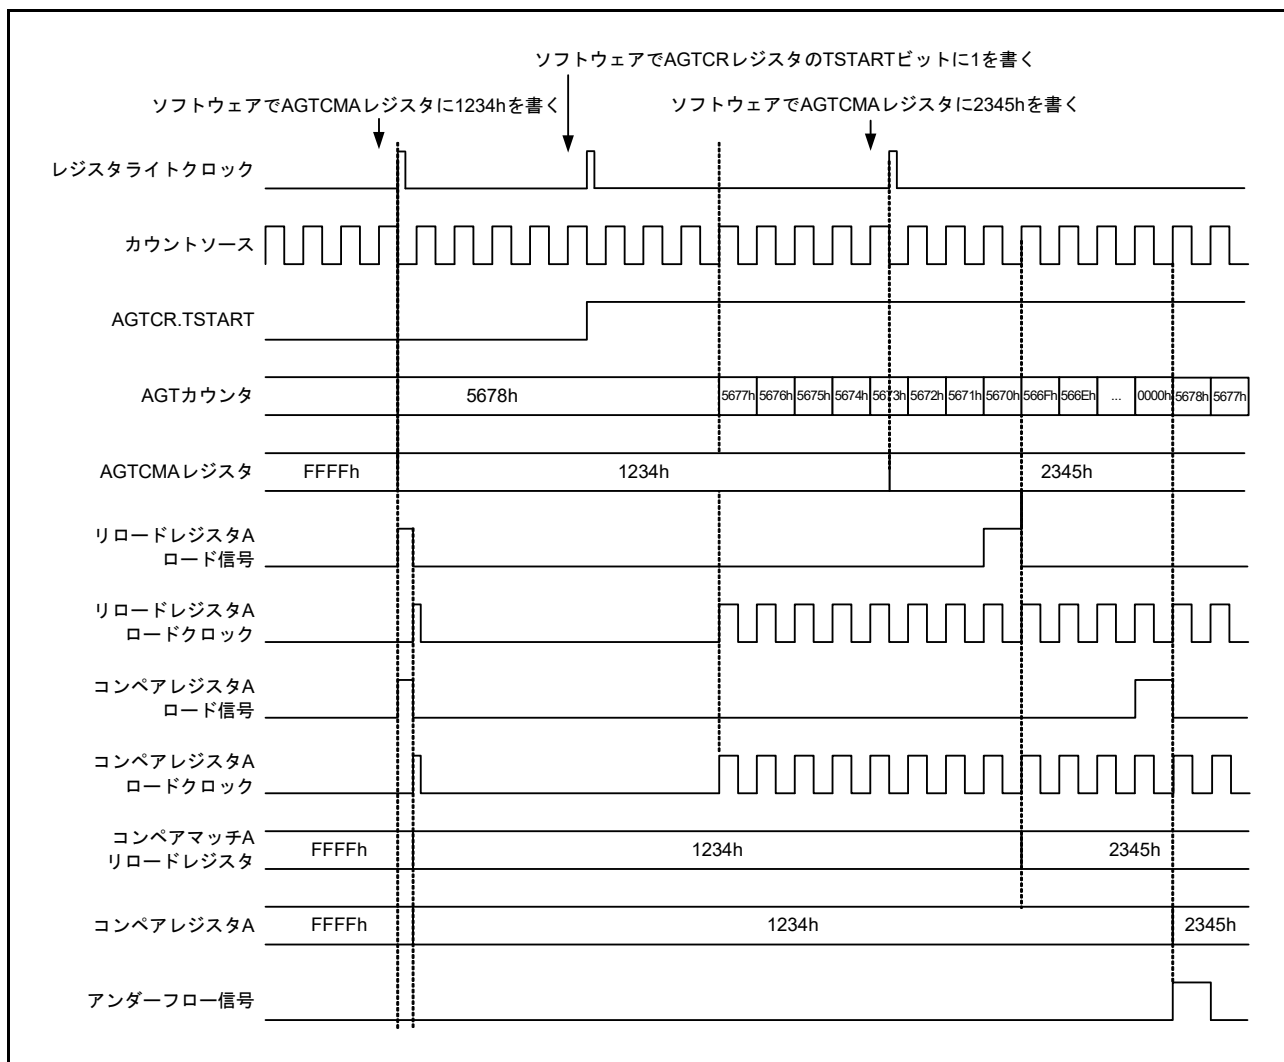 ソフトウェアでAGTCRレジスタのTSTARTビットに1を書く
ソフトウェアでAGTCMAレジスタに1234hを書く
ソフトウェアでAGTCMAレジスタに2345hを書く
レジスタライトクロック
カウントソース
AGTCR.TSTART
AGTカウンタ
5678h
5677h 5676h 5675h 5674h 5673h 5672h 5671h 5670h 566Fh 566Eh ... 0000h 5678h 5677h
AGTCMAレジスタ
FFFFh
1234h
2345h
リロードレジスタA
ロード信号
リロードレジスタA
ロードクロック
コンペアレジスタA
ロード信号
コンペアレジスタA
ロードクロック
コンペアマッチA
リロードレジスタ
FFFFh
1234h
2345h
コンペアレジスタA
FFFFh
1234h
2345h
アンダーフロー信号